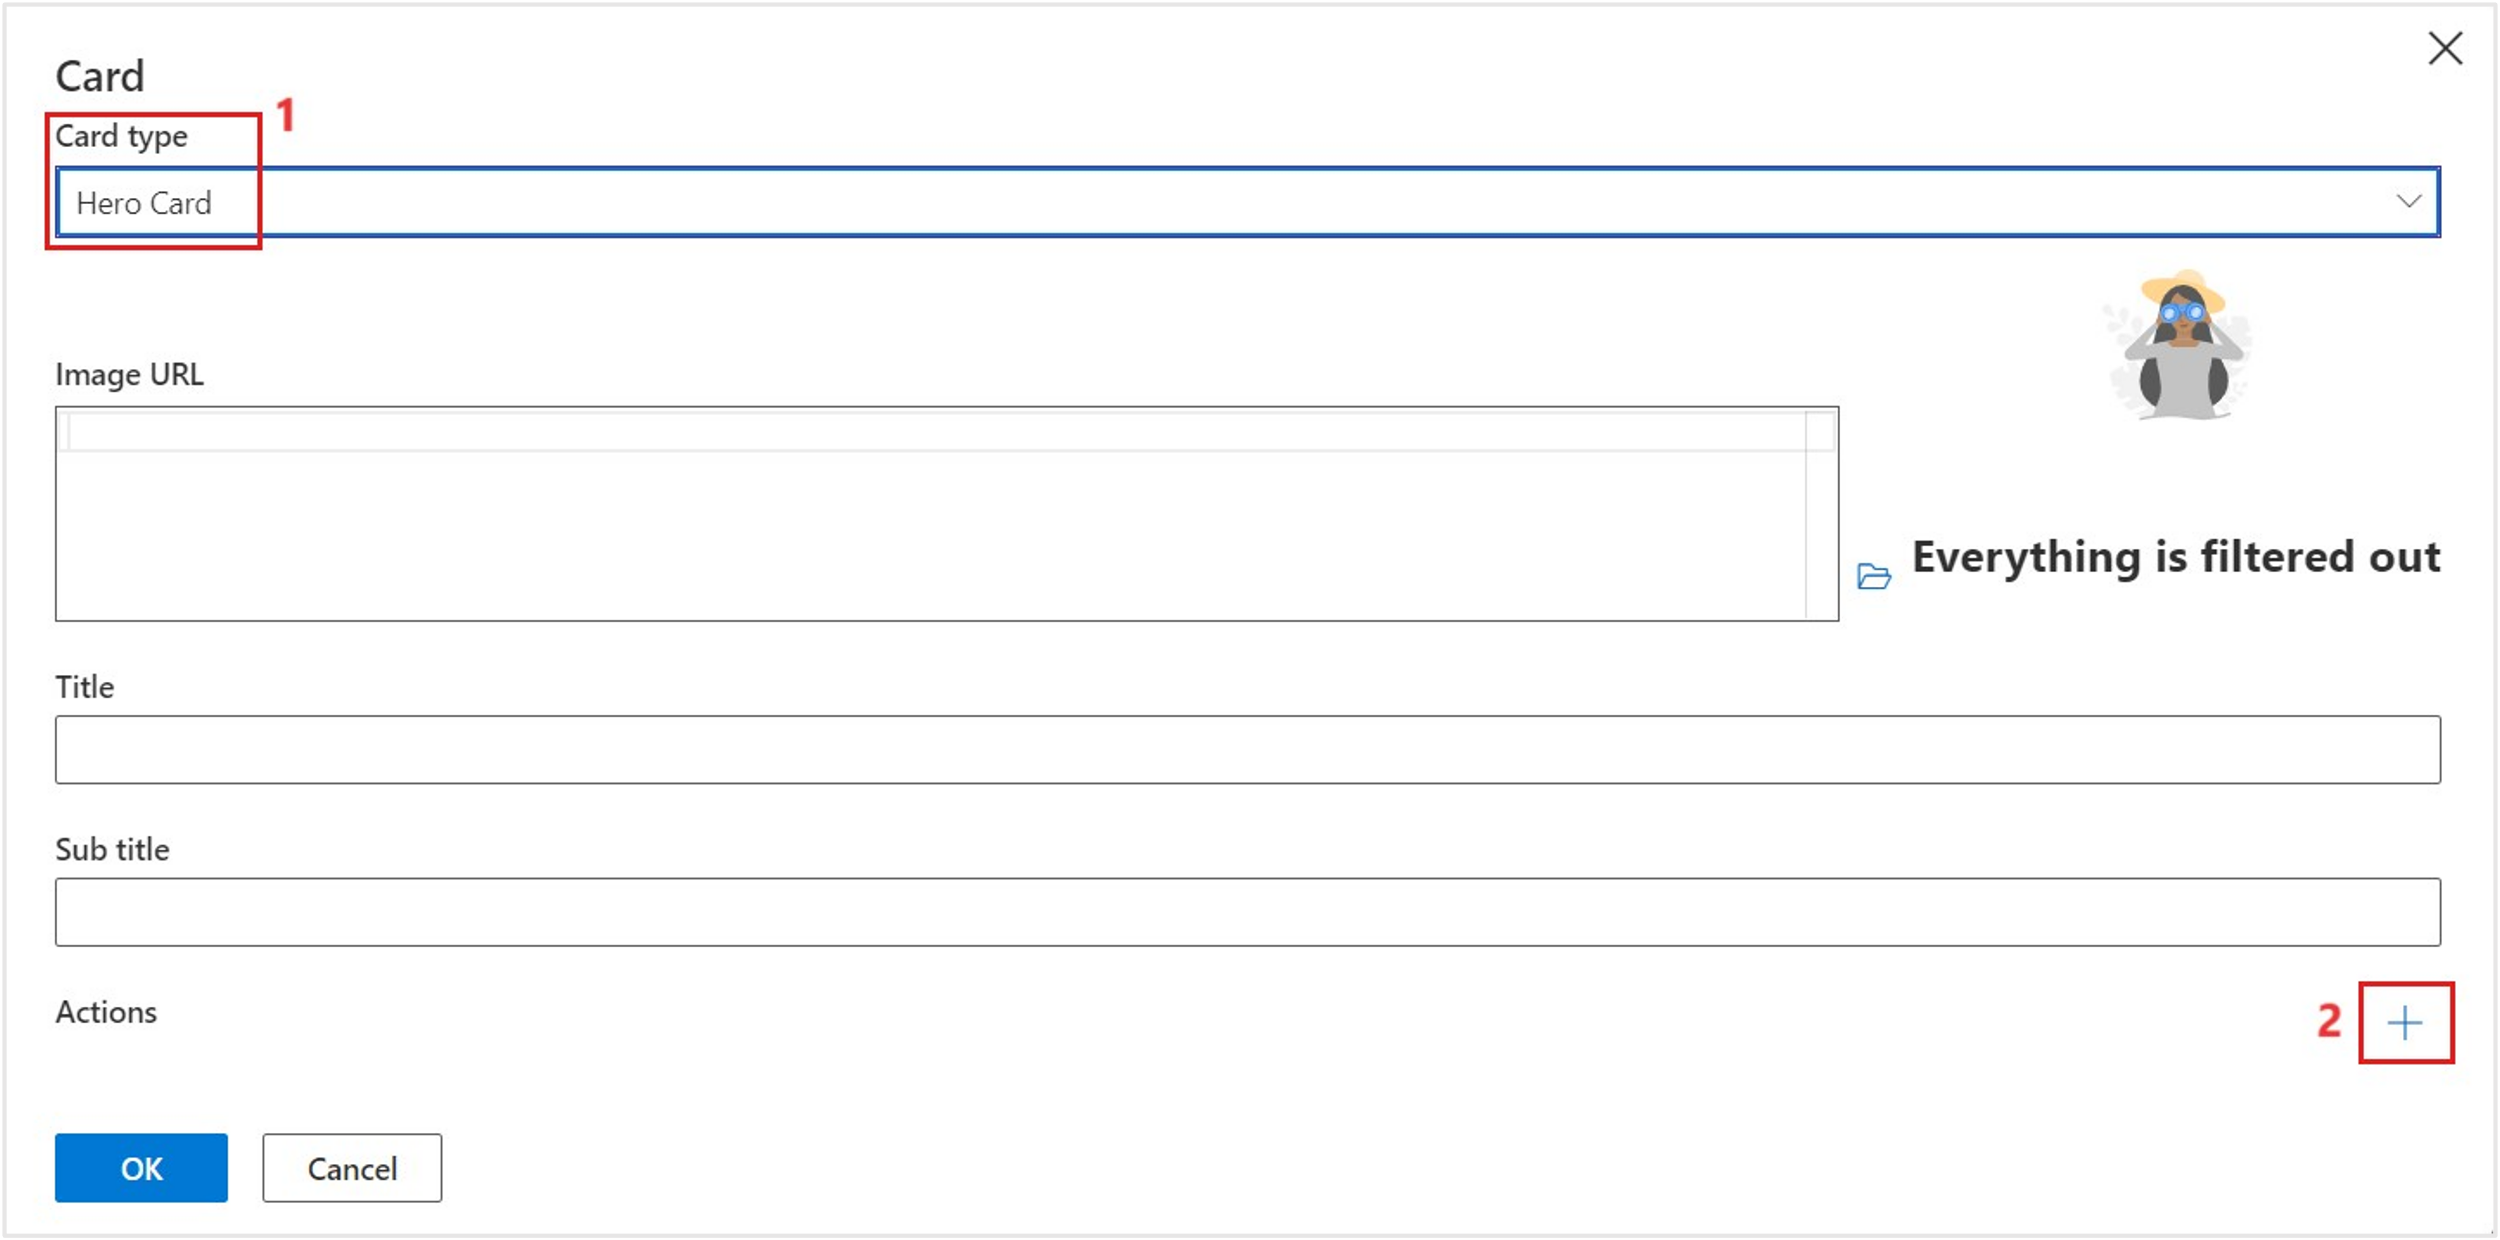 Card
1
Card type
Hero Card
Image URL
Everything is filtered out
Title
Sub title
Actions
2
OK
Cancel